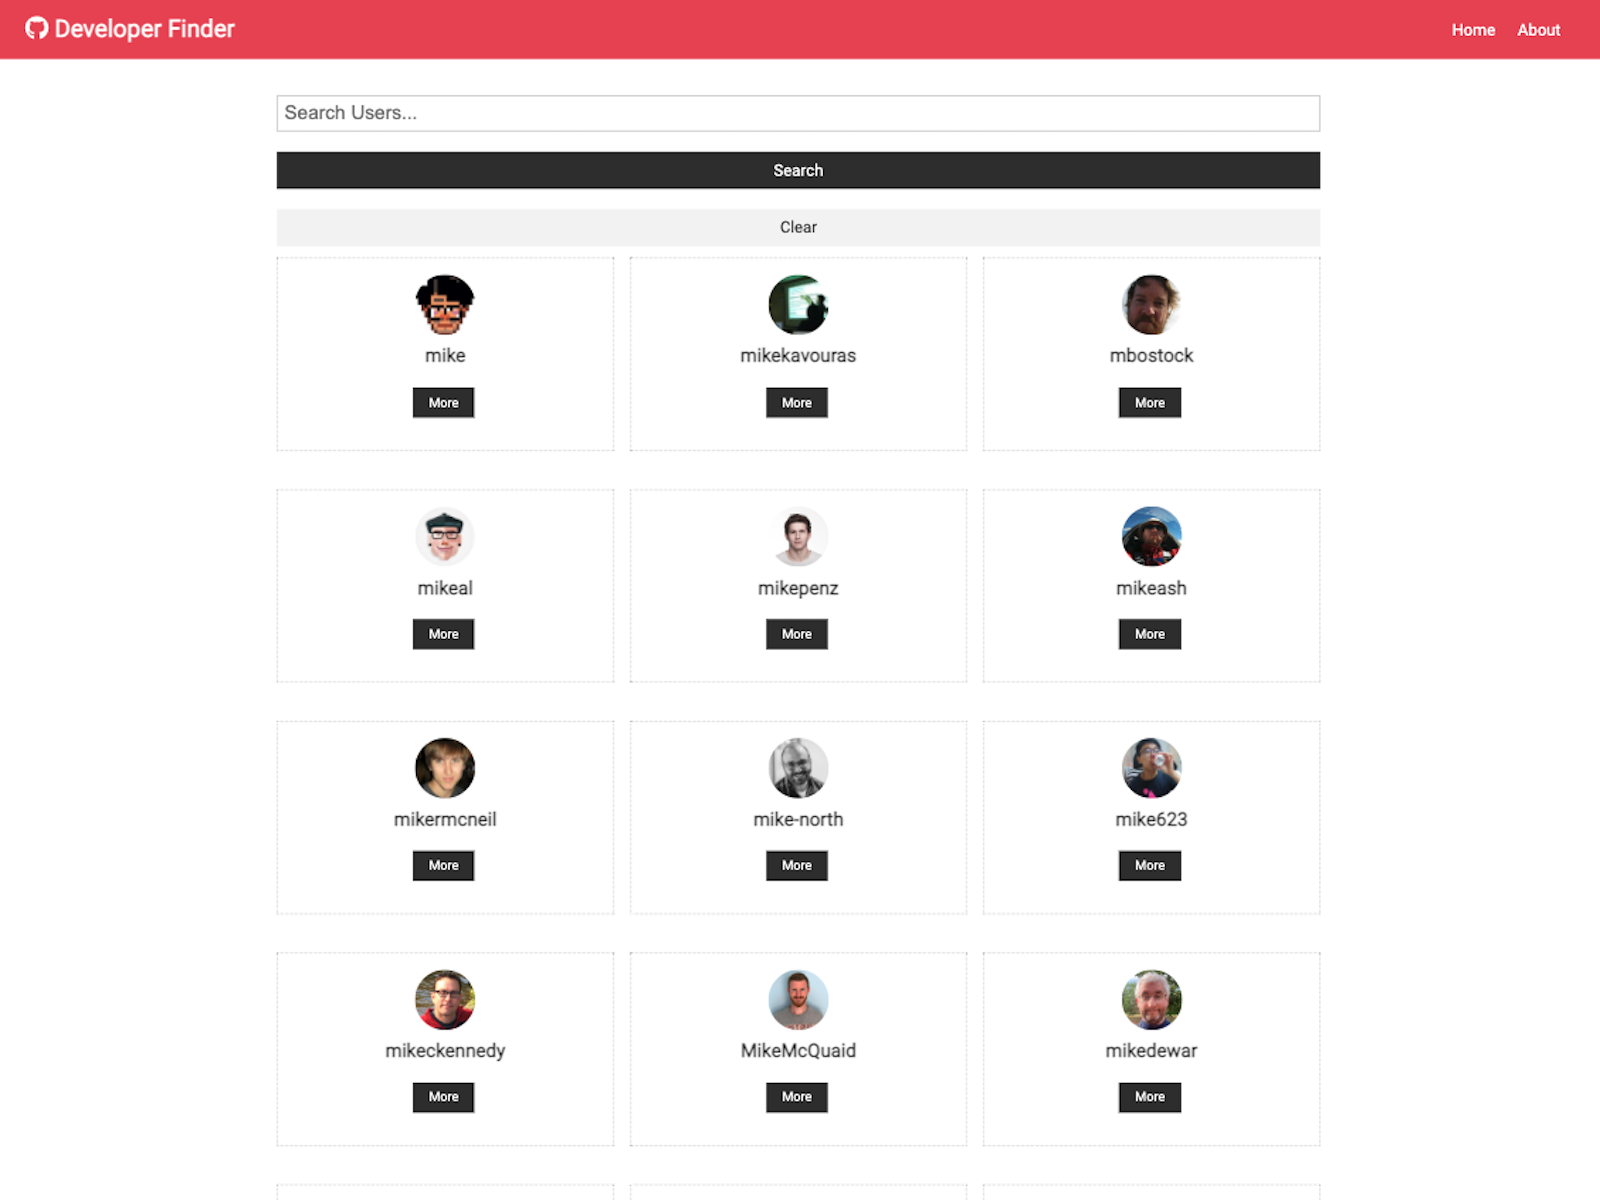 Developer Finder
Home About
Search Users...
Search
Clear
mike mikekavouras mbostock
More More More
mikeal mikepenz mikeash
More More More
mikermcneil mike-north mike623
More More More
mikeckennedy MikeMcQuaid mikedewar
More More More